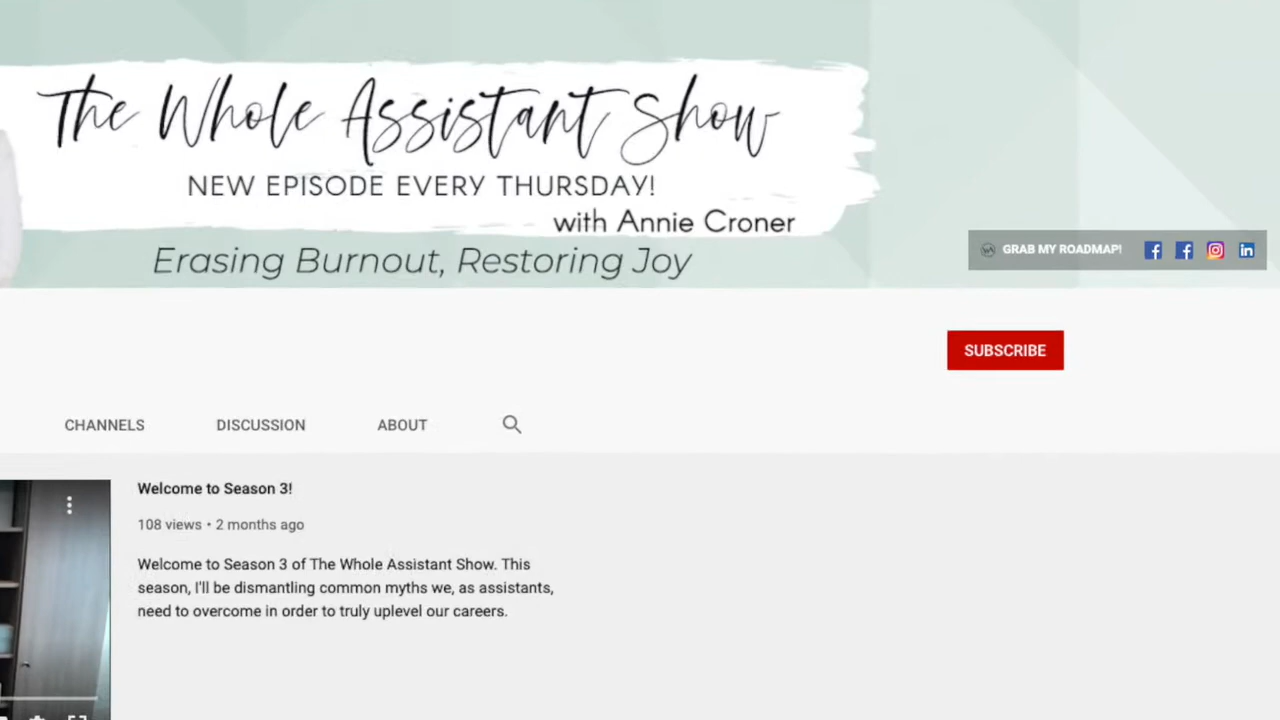 The Whole Assistant Show
NEW EPISODE EVERY THURSDAY!
with Annie Croner
Erasing Burnout, Restoring Joy
GRAB MY ROADMAP!
SUBSCRIBE
CHANNELS DISCUSSION ABOUT
Welcome to Season 3!
108 views • 2 months ago
Welcome to Season 3 of The Whole Assistant Show. This
season, I'll be dismantling common myths we, as assistants,
need to overcome in order to truly uplevel our careers.